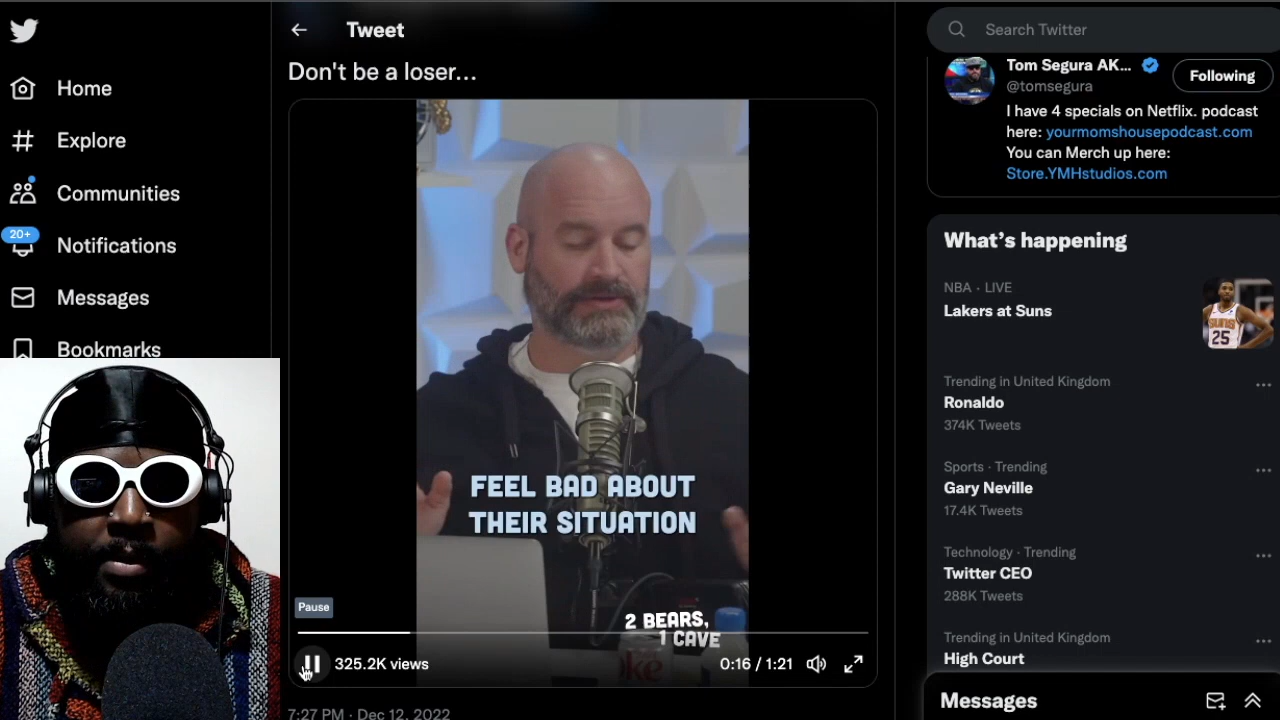 Home
Explore
Communities
20+
Notifications
Messages
Bookmarks
Tweet
Don't be a loser...
FEEL BAD ABOUT
THEIR SITUATION
2 BEARS,
1 CAVE
Pause
325.2K views
0:16 / 1:21
7:27 PM · Dec 12, 2022
Search Twitter
Tom Segura AK...
Following
@tomsegura
I have 4 specials on Netflix. podcast
here: yourmomshousepodcast.com
You can Merch up here:
Store.YMHstudios.com
What's happening
NBA · LIVE
Lakers at Suns
SUNS
25
Trending in United Kingdom
Ronaldo
374K Tweets
Sports · Trending
Gary Neville
17.4K Tweets
Technology · Trending
Twitter CEO
288K Tweets
Trending in United Kingdom
High Court
Messages